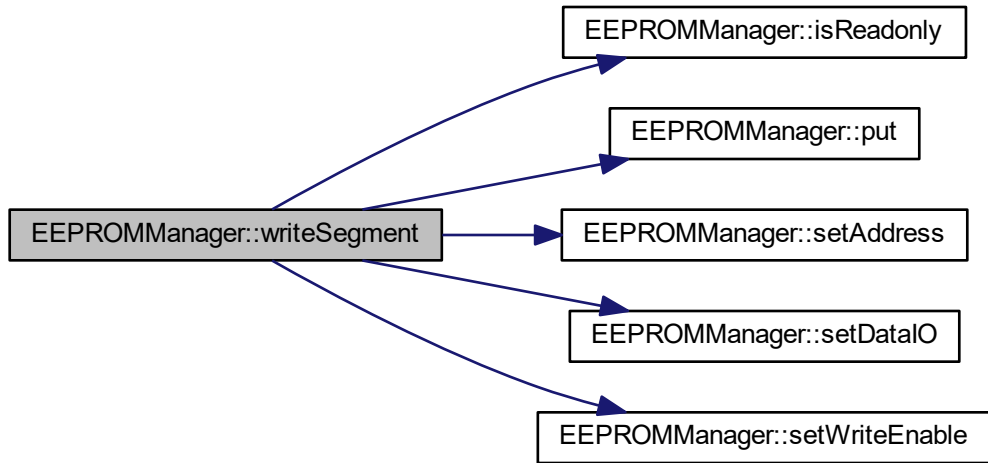 EEPROMManager::isReadonly
EEPROMManager::put
EEPROMManager::writeSegment
EEPROMManager::setAddress
EEPROMManager::setDataIO
EEPROMManager::setWriteEnable